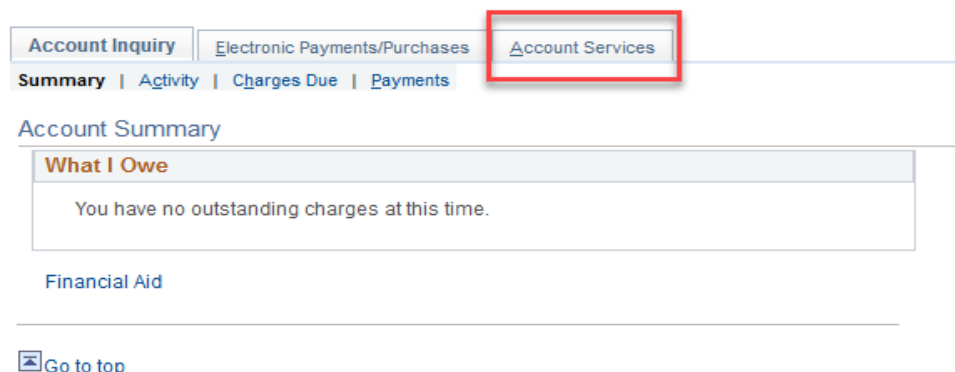 Account Inquiry Electronic Payments/Purchases Account Services
Summary | Activity | Charges Due | Payments
Account Summary
What I Owe
You have no outstanding charges at this time.
Financial Aid
Go to top